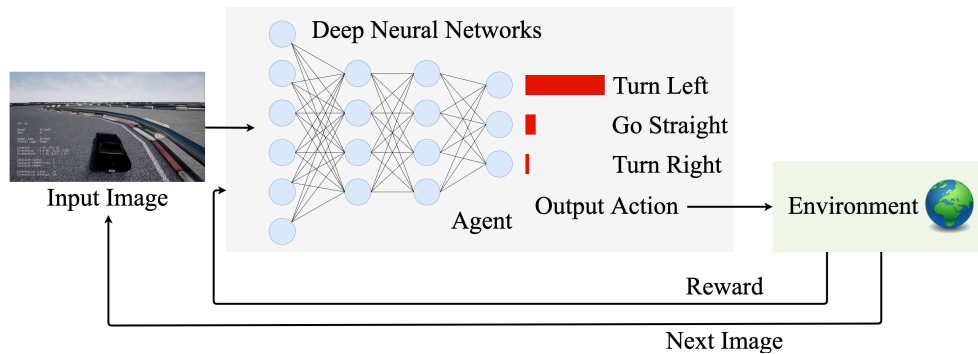 Deep Neural Networks
Turn Left
Go Straight
Turn Right
Input Image
Agent
Output Action
Environment
Reward
Next Image